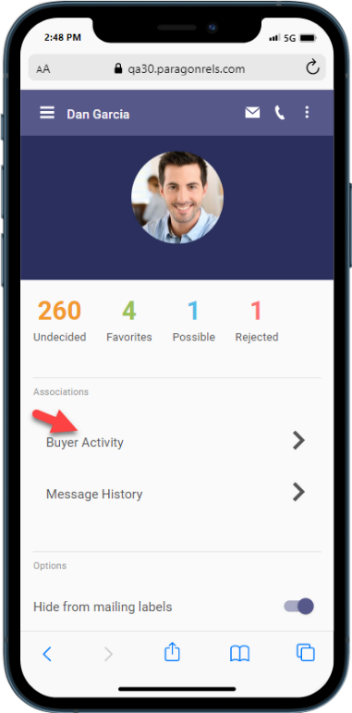 2:48 PM 5G
AA qa30.paragonrels.com
Dan Garcia
260 4 1 1
Undecided Favorites Possible Rejected
Associations
Buyer Activity
Message History
Options
Hide from mailing labels